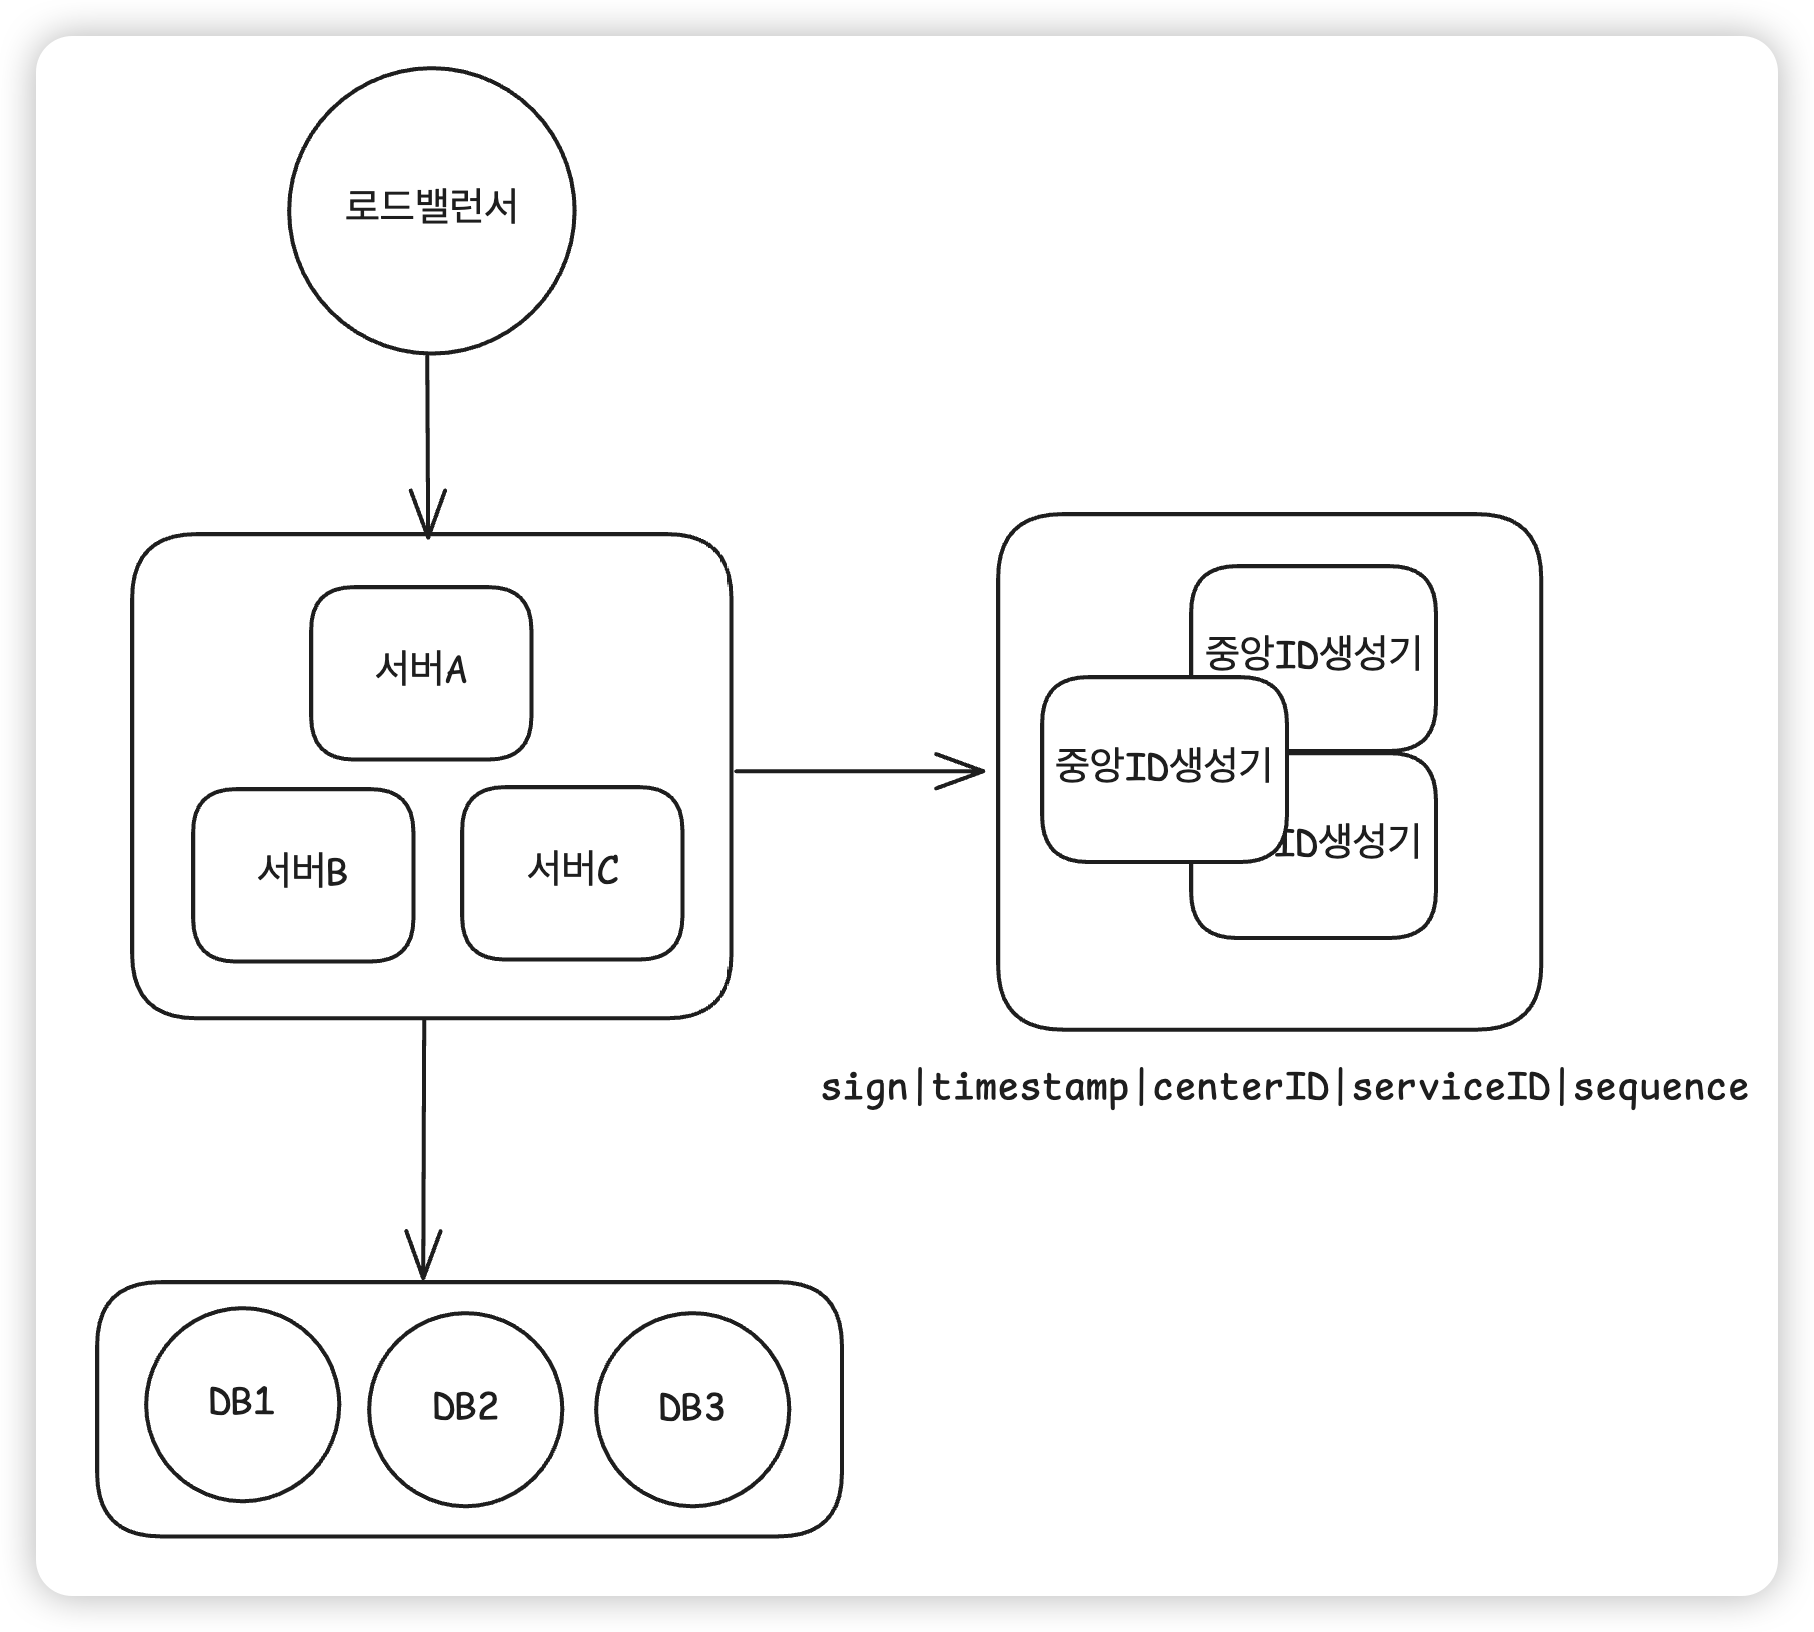 로드밸런서
서버A
서버B
서버C
중앙ID생성기
중앙ID생성기
ID생성기
sign|timestamp|centerID|serviceID|sequence
DB1
DB2
DB3